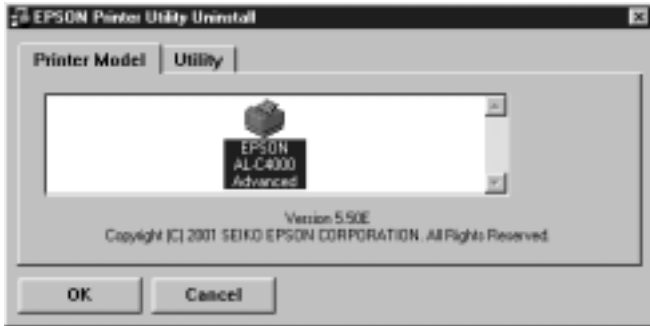 EPSON Printer Utility Uninstall
Printer Model
Utility
EPSON
AL-C4000
Advanced
Version 5.50E
Copyright (C) 2001 SEIKO EPSON CORPORATION. All Rights Reserved.
OK
Cancel